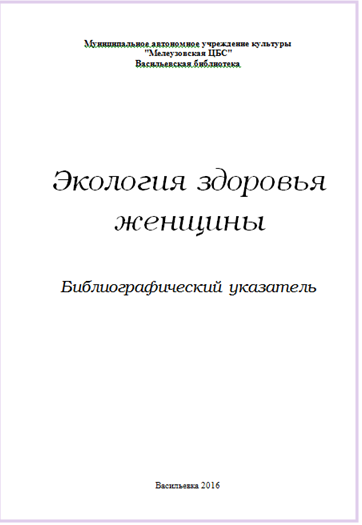 Муниципальное автономное учреждение культуры
"Мелеузовская ЦБС"
Васильевская библиотека
Экология здоровья
женщины
Библиографический указатель
Васильевка 2016